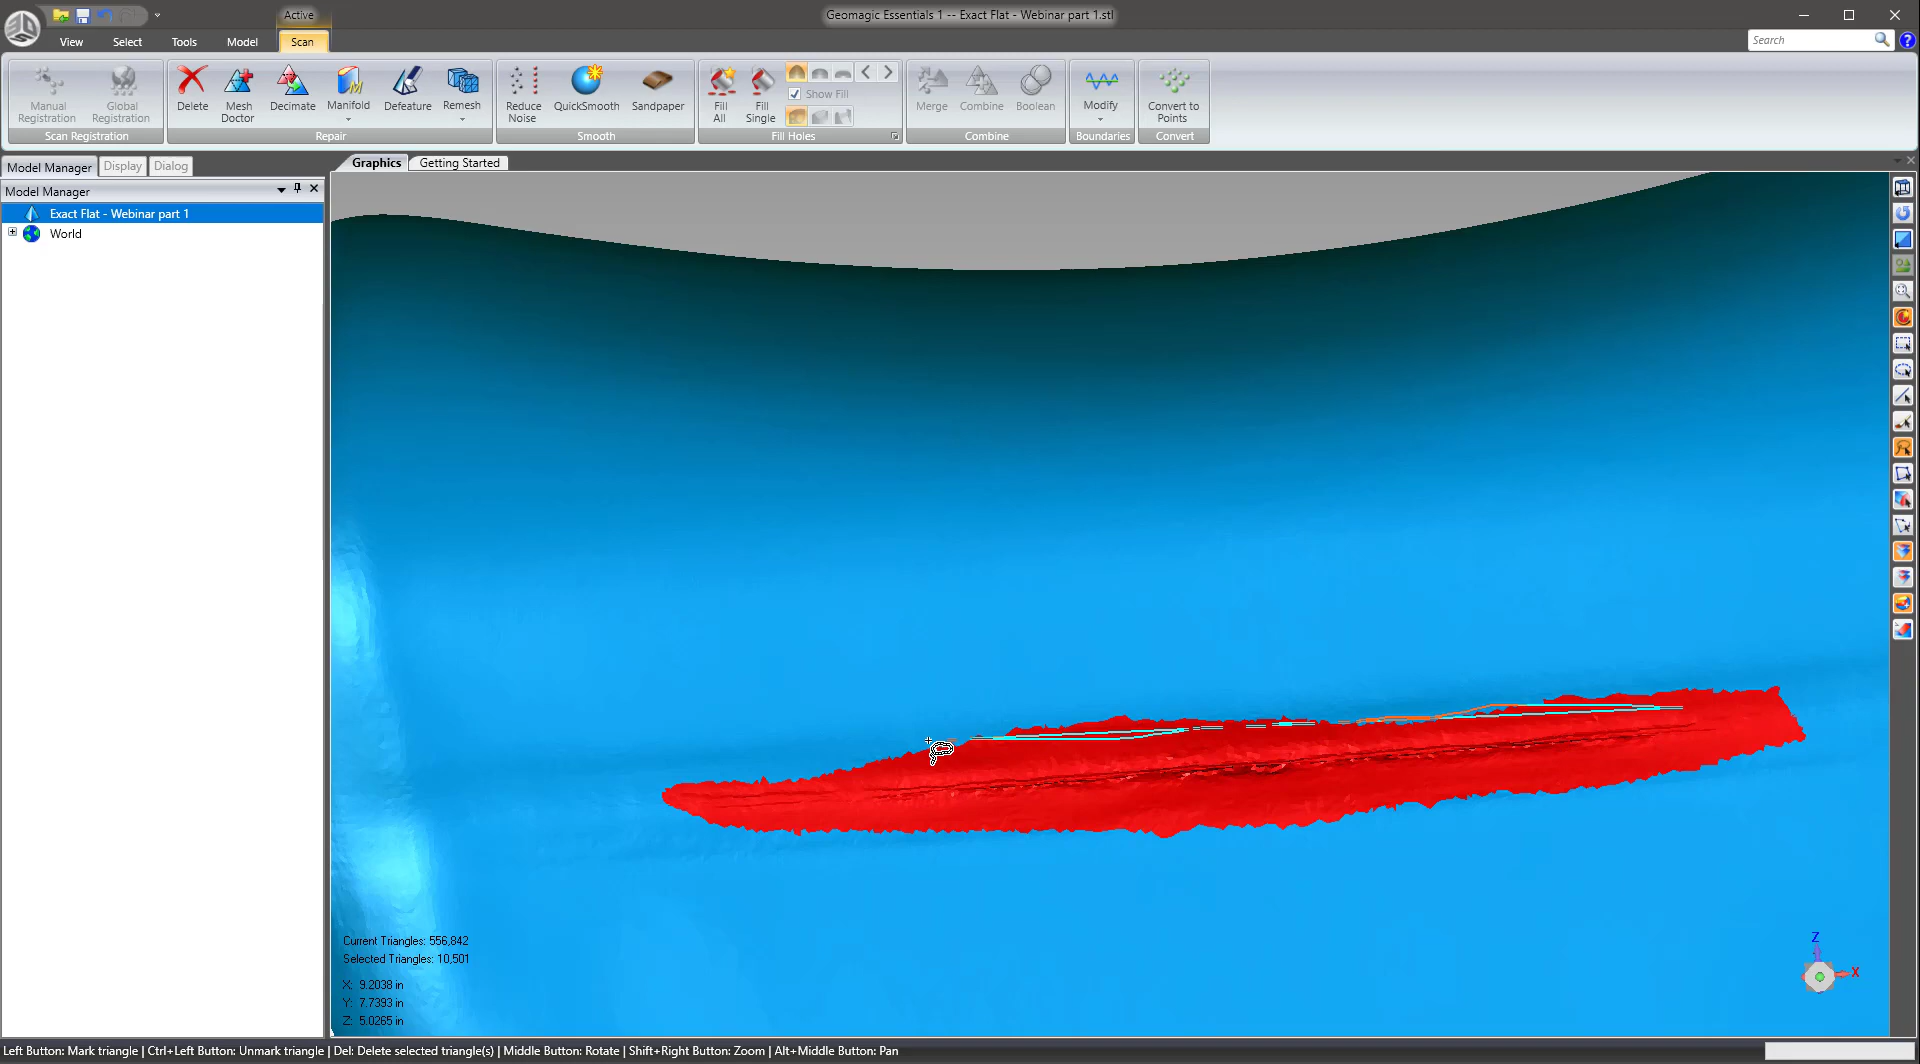 Active
Geomagic Essentials 1 -- Exact Flat - Webinar part 1.stl
View Select Tools Model Scan
Search
Manual Registration
Global Registration
Scan Registration
Delete
Mesh Doctor
Decimate
Manifold
Defeature
Remesh
Repair
Reduce Noise
QuickSmooth
Sandpaper
Smooth
Fill All
Fill Single
Show Fill
Fill Holes
Merge
Combine
Boolean
Combine
Modify
Boundaries
Convert to Points
Convert
Model Manager Display Dialog
Graphics Getting Started
Model Manager
Exact Flat - Webinar part 1
World
Current Triangles: 556,842
Selected Triangles: 10,501
X: 9.2038 in
Y: 7.7393 in
Z: 5.0265 in
Z
X
Left Button: Mark triangle | Ctrl+Left Button: Unmark triangle | Del: Delete selected triangle(s) | Middle Button: Rotate | Shift+Right Button: Zoom | Alt+Middle Button: Pan